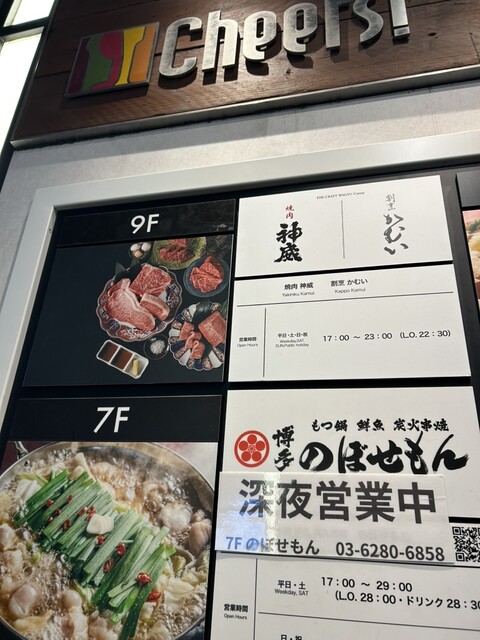 Cheers!
9F
THE CRAFT WAGYU Kamui
焼肉 神威
割烹 かむい
焼肉 神威 割烹 かむい
Yakiniku Kamui Kappo Kamui
営業時間
Open Hours
平日・土・日・祝
Weekday,SAT,
SUN,Public holiday
17:00 〜 23:00 (L.O. 22:30)
7F
もつ鍋 鮮魚 炭火串焼
博多 のぼせもん
深夜営業中
7F のぼせもん 03-6280-6858
営業時間
Open Hours
平日・土
Weekday, SAT
17:00 〜 29:00
(L.O. 28:00・ドリンク 28:30
日・祝